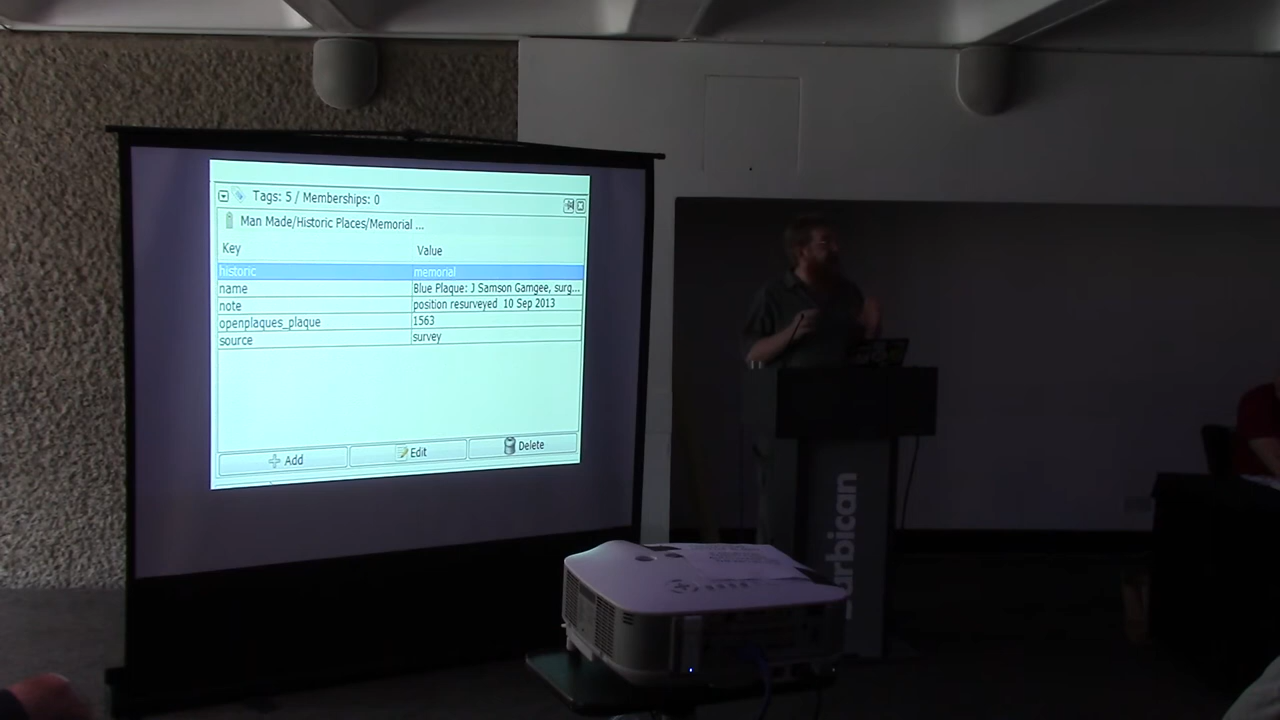 Tags: 5 / Memberships: 0
Man Made/Historic Places/Memorial ...
Key Value
historic memorial
name Blue Plaque: J Samson Gamgee, surg...
note position resurveyed 10 Sep 2013
openplaques_plaque 1563
source survey
Add Edit Delete
arbican